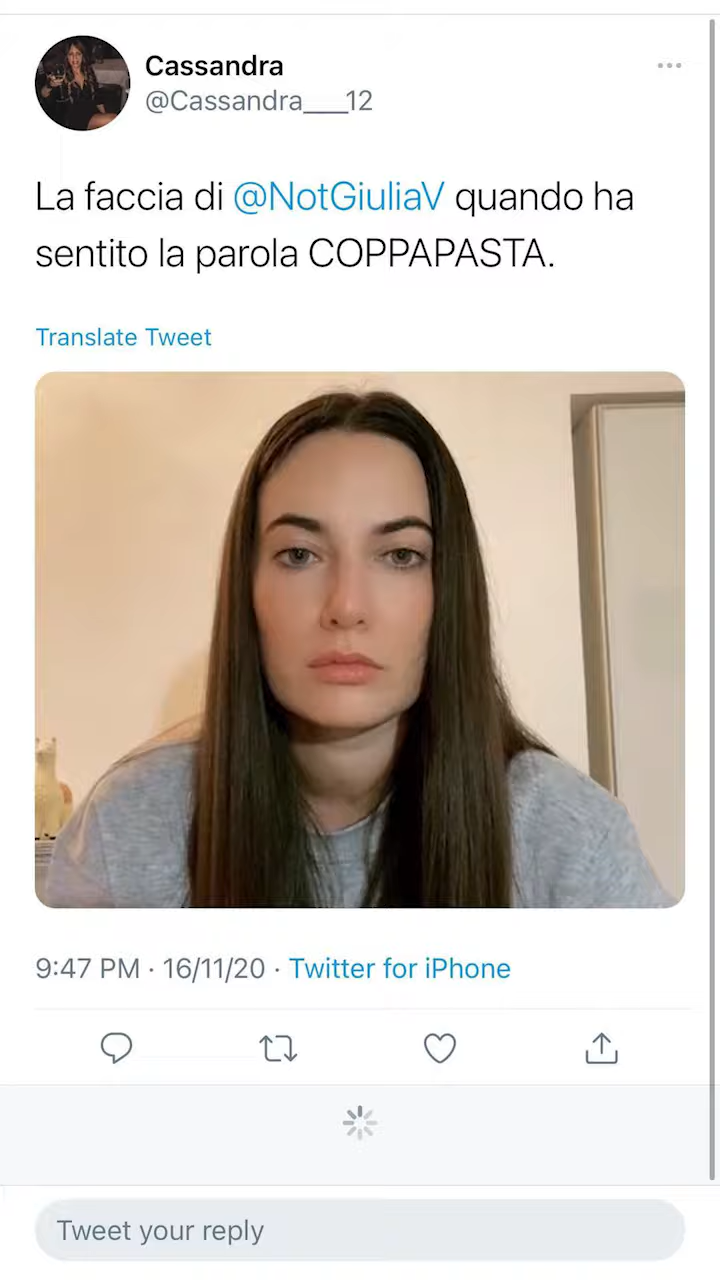 Cassandra
@Cassandra___12
La faccia di @NotGiuliaV quando ha
sentito la parola COPPAPASTA.
Translate Tweet
9:47 PM · 16/11/20 · Twitter for iPhone
Tweet your reply